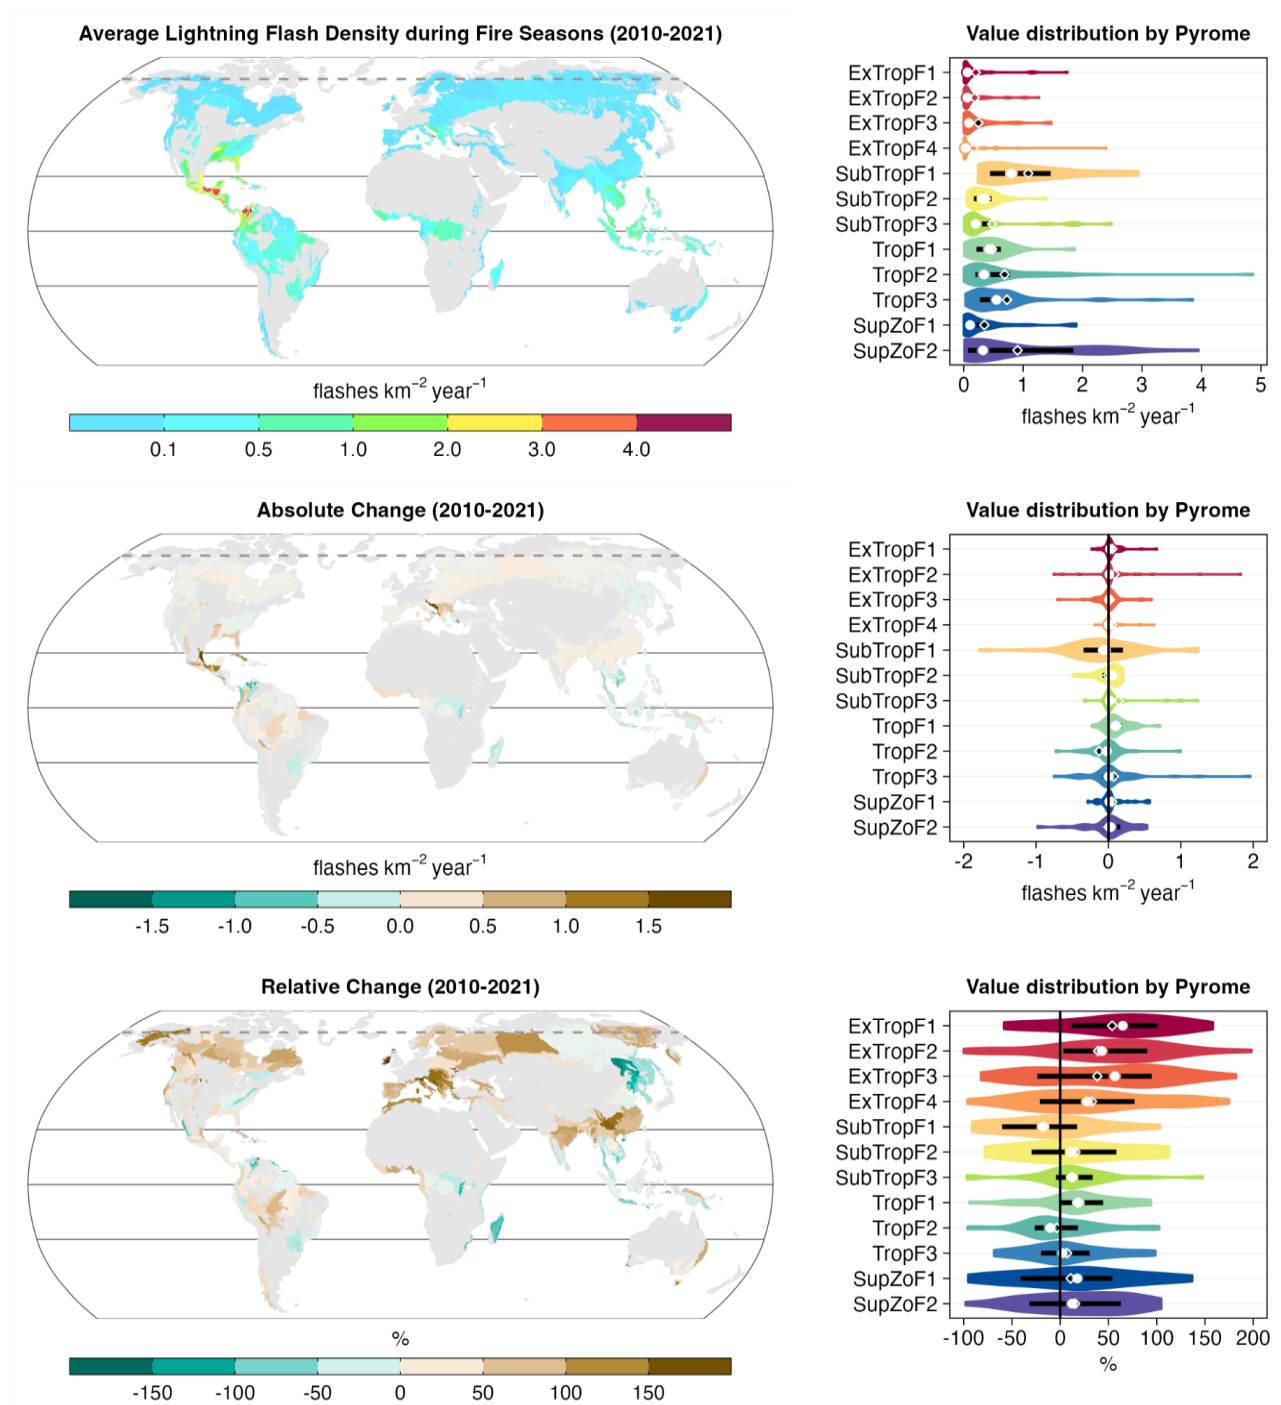 Average Lightning Flash Density during Fire Seasons (2010-2021)
flashes km⁻² year⁻¹
0.1 0.5 1.0 2.0 3.0 4.0
Value distribution by Pyrome
ExTropF1
ExTropF2
ExTropF3
ExTropF4
SubTropF1
SubTropF2
SubTropF3
TropF1
TropF2
TropF3
SupZoF1
SupZoF2
0 1 2 3 4 5
flashes km⁻² year⁻¹
Absolute Change (2010-2021)
flashes km⁻² year⁻¹
-1.5 -1.0 -0.5 0.0 0.5 1.0 1.5
Value distribution by Pyrome
ExTropF1
ExTropF2
ExTropF3
ExTropF4
SubTropF1
SubTropF2
SubTropF3
TropF1
TropF2
TropF3
SupZoF1
SupZoF2
-2 -1 0 1 2
flashes km⁻² year⁻¹
Relative Change (2010-2021)
%
-150 -100 -50 0 50 100 150
Value distribution by Pyrome
ExTropF1
ExTropF2
ExTropF3
ExTropF4
SubTropF1
SubTropF2
SubTropF3
TropF1
TropF2
TropF3
SupZoF1
SupZoF2
-100 -50 0 50 100 150 200
%